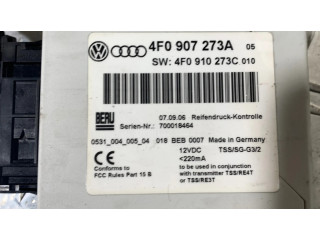 4F0 907 273A 05
SW: 4F0 910 273C 010
BERU
07.09.06 Reifendruck-Kontrolle
Serien-Nr.: 700018464
0531_004_005_04 018 BEB 0007 Made in Germany
12VDC TSS/SG-G3/2
<220mA
Conforms to
FCC Rules Part 15 B
to be used in conjunction
with transmitter TSS/RE4T
or TSS/RE3T